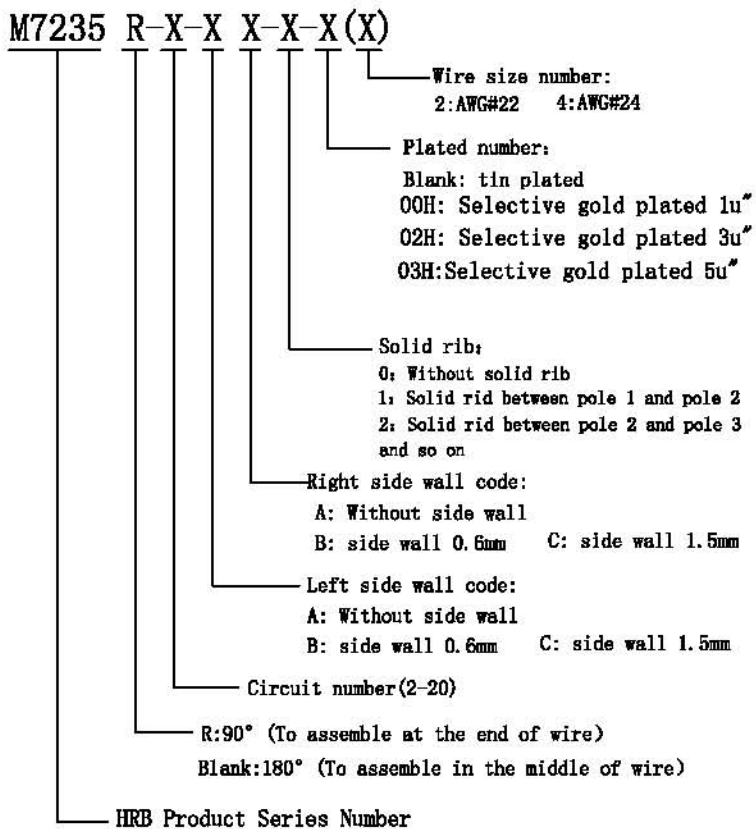 M7235 R-X-X X-X-X(X)
Wire size number:
2:AWG#22 4:AWG#24
Plated number:
Blank: tin plated
00H: Selective gold plated 1u"
02H: Selective gold plated 3u"
03H:Selective gold plated 5u"
Solid rib:
0: Without solid rib
1: Solid rid between pole 1 and pole 2
2: Solid rid between pole 2 and pole 3
and so on
Right side wall code:
A: Without side wall
B: side wall 0.6mm C: side wall 1.5mm
Left side wall code:
A: Without side wall
B: side wall 0.6mm C: side wall 1.5mm
Circuit number(2-20)
R:90° (To assemble at the end of wire)
Blank:180° (To assemble in the middle of wire)
HRB Product Series Number